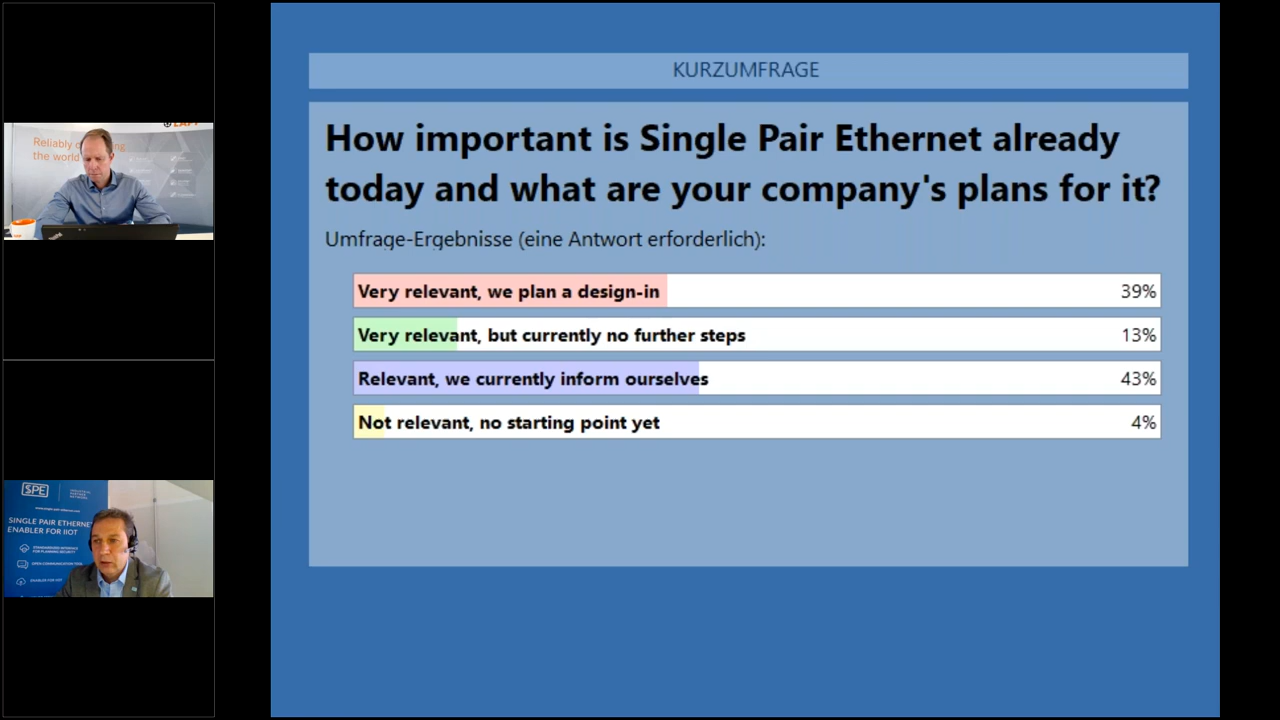 KURZUMFRAGE
How important is Single Pair Ethernet already
today and what are your company's plans for it?
Umfrage-Ergebnisse (eine Antwort erforderlich):
Very relevant, we plan a design-in 39%
Very relevant, but currently no further steps 13%
Relevant, we currently inform ourselves 43%
Not relevant, no starting point yet 4%
Reliably
the world
SPE
SINGLE PAIR ETHERNE
ENABLER FOR IIOT